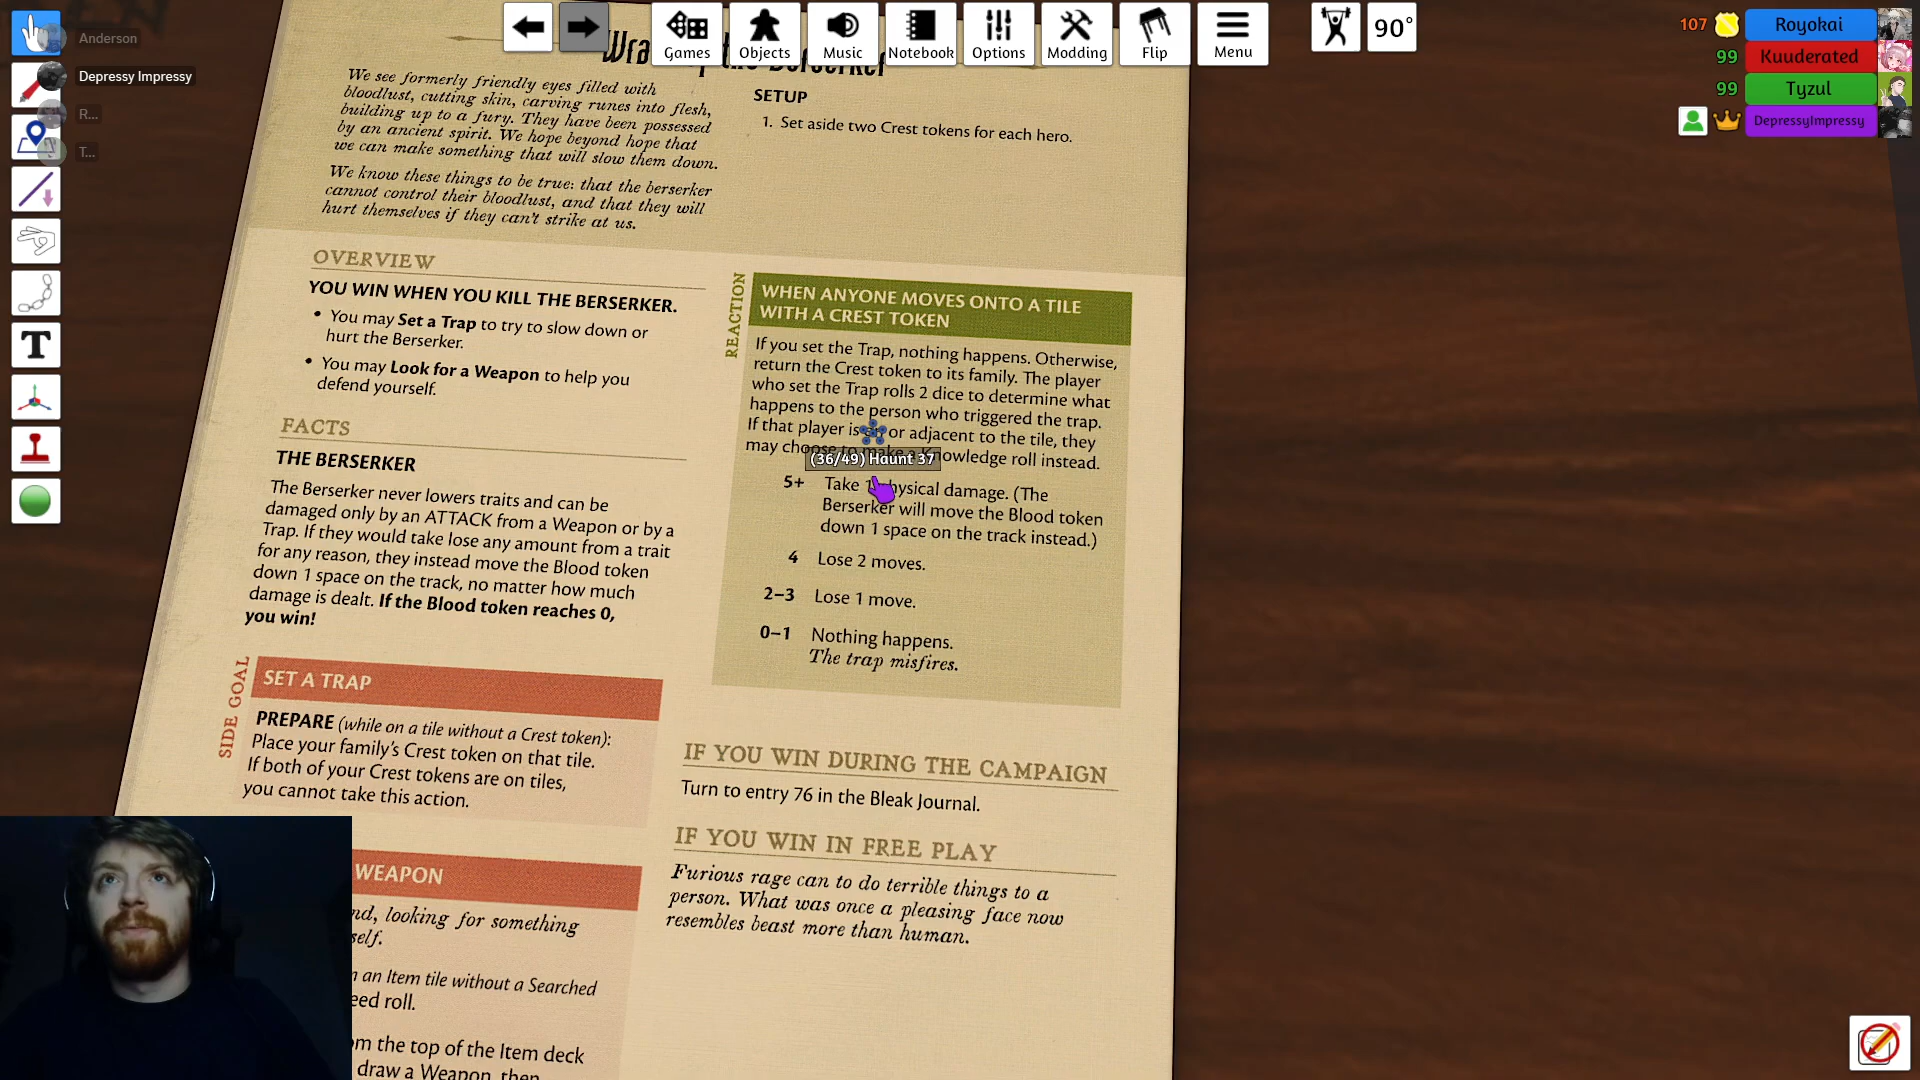 Anderson
Depressy Impressy
R...
T...
Games
Objects
Music
Notebook
Options
Modding
Flip
Menu
90°
107
Royokai
99
Kuuderated
99
Tyzul
DepressyImpressy
We see formerly friendly eyes filled with
bloodlust, cutting skin, carving runes into flesh,
building up to a fury. They have been possessed
by an ancient spirit. We hope beyond hope that
we can make something that will slow them down.
We know these things to be true: that the berserker
cannot control their bloodlust, and that they will
hurt themselves if they can't strike at us.
SETUP
1. Set aside two Crest tokens for each hero.
OVERVIEW
YOU WIN WHEN YOU KILL THE BERSERKER.
• You may Set a Trap to try to slow down or
hurt the Berserker.
• You may Look for a Weapon to help you
defend yourself.
FACTS
THE BERSERKER
The Berserker never lowers traits and can be
damaged only by an ATTACK from a Weapon or by a
Trap. If they would take lose any amount from a trait
for any reason, they instead move the Blood token
down 1 space on the track, no matter how much
damage is dealt. If the Blood token reaches 0,
you win!
SIDE GOAL
SET A TRAP
PREPARE (while on a tile without a Crest token):
Place your family's Crest token on that tile.
If both of your Crest tokens are on tiles,
you cannot take this action.
WEAPON
looking for something
an Item tile without a Searched
roll.
the top of the Item deck
draw a Weapon, then
REACTION
WHEN ANYONE MOVES ONTO A TILE
WITH A CREST TOKEN
If you set the Trap, nothing happens. Otherwise,
return the Crest token to its family. The player
who set the Trap rolls 2 dice to determine what
happens to the person who triggered the trap.
If that player is or adjacent to the tile, they
may choose to make a Knowledge roll instead.
(36/49) Haunt 37
5+ Take 1 physical damage. (The
Berserker will move the Blood token
down 1 space on the track instead.)
4 Lose 2 moves.
2–3 Lose 1 move.
0–1 Nothing happens.
The trap misfires.
IF YOU WIN DURING THE CAMPAIGN
Turn to entry 76 in the Bleak Journal.
IF YOU WIN IN FREE PLAY
Furious rage can to do terrible things to a
person. What was once a pleasing face now
resembles beast more than human.